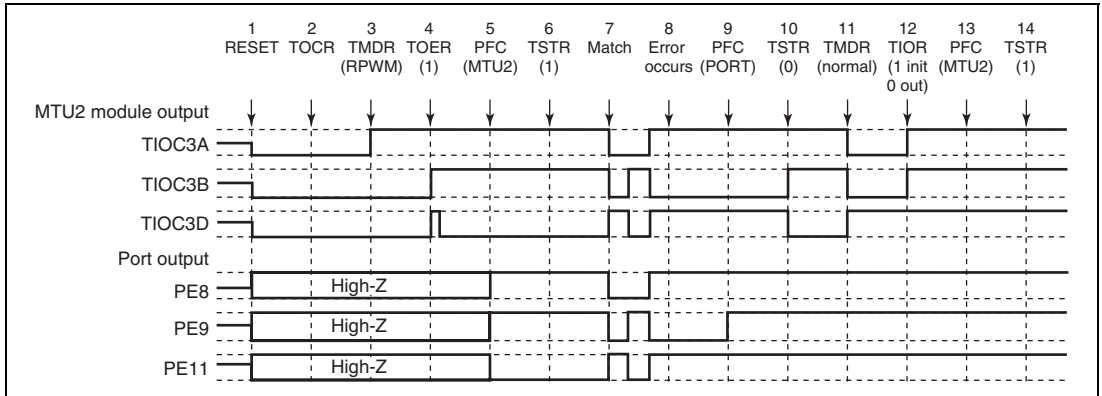 1 2 3 4 5 6 7 8 9 10 11 12 13 14
RESET TOCR TMDR TOER PFC TSTR Match Error PFC TSTR TMDR TIOR PFC TSTR
(RPWM) (1) (MTU2) (1) occurs (PORT) (0) (normal) (1 init (MTU2) (1)
0 out)
MTU2 module output
TIOC3A
TIOC3B
TIOC3D
Port output
PE8 High-Z
PE9 High-Z
PE11 High-Z